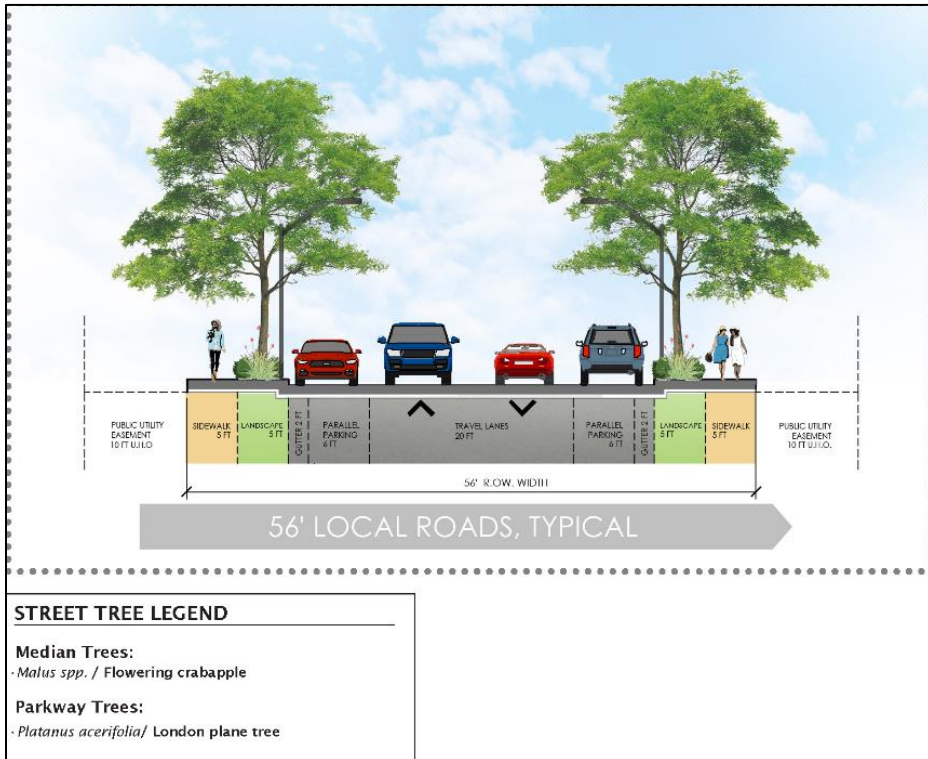 PUBLIC UTILITY
EASEMENT
10 FT U.H.O
SIDEWALK
5 FT
LANDSCAPE
5 FT
GUTTER 2 FT
PARALLEL
PARKING
6 FT
TRAVEL LANES
20 FT
PARALLEL
PARKING
6 FT
GUTTER 2 FT
LANDSCAPE
5 FT
SIDEWALK
5 FT
PUBLIC UTILITY
EASEMENT
10 FT U.H.O.
56' R.OW. WIDTH
56' LOCAL ROADS, TYPICAL
STREET TREE LEGEND
Median Trees:
· Malus spp. / Flowering crabapple
Parkway Trees:
· Platanus acerifolia/ London plane tree